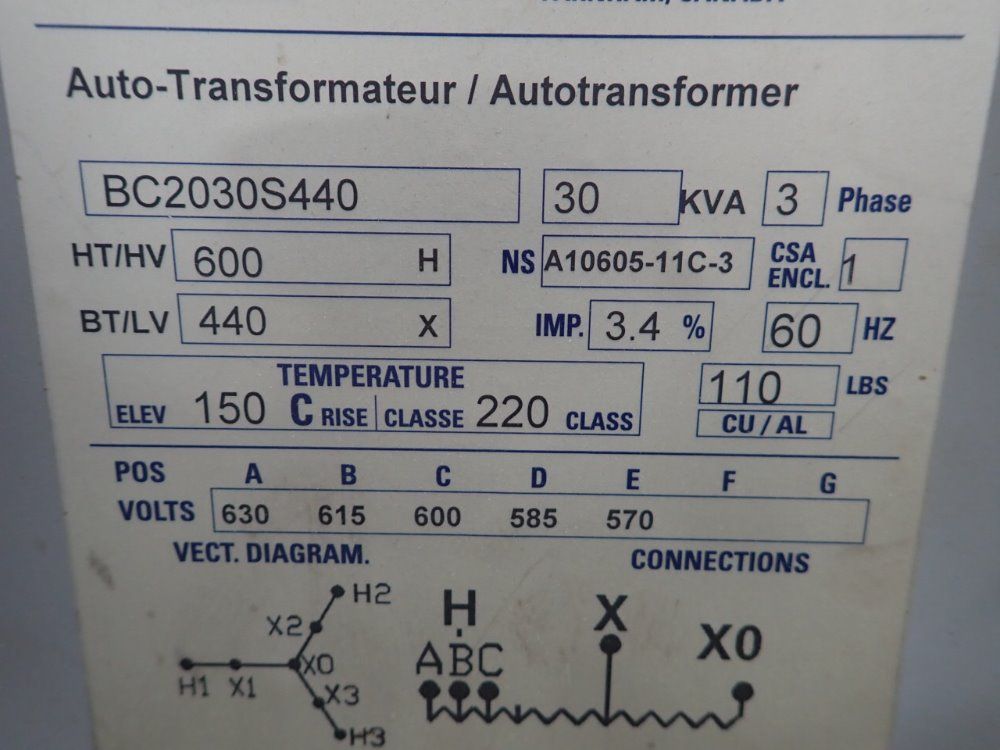 Auto-Transformateur / Autotransformer
BC2030S440 30 KVA 3 Phase
HT/HV 600 H NS A10605-11C-3 CSA ENCL. 1
BT/LV 440 X IMP. 3.4 % 60 HZ
TEMPERATURE
ELEV 150 C RISE CLASSE 220 CLASS
110 LBS
CU / AL
POS A B C D E F G
VOLTS 630 615 600 585 570
VECT. DIAGRAM. CONNECTIONS
H2
X2
X0
H1 X1
X3
H3
H
ABC
X
X0